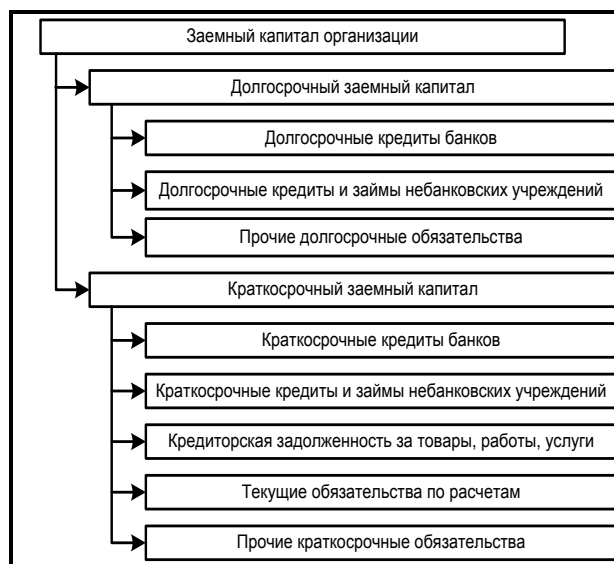 Заемный капитал организации
Долгосрочный заемный капитал
Долгосрочные кредиты банков
Долгосрочные кредиты и займы небанковских учреждений
Прочие долгосрочные обязательства
Краткосрочный заемный капитал
Краткосрочные кредиты банков
Краткосрочные кредиты и займы небанковских учреждений
Кредиторская задолженность за товары, работы, услуги
Текущие обязательства по расчетам
Прочие краткосрочные обязательства